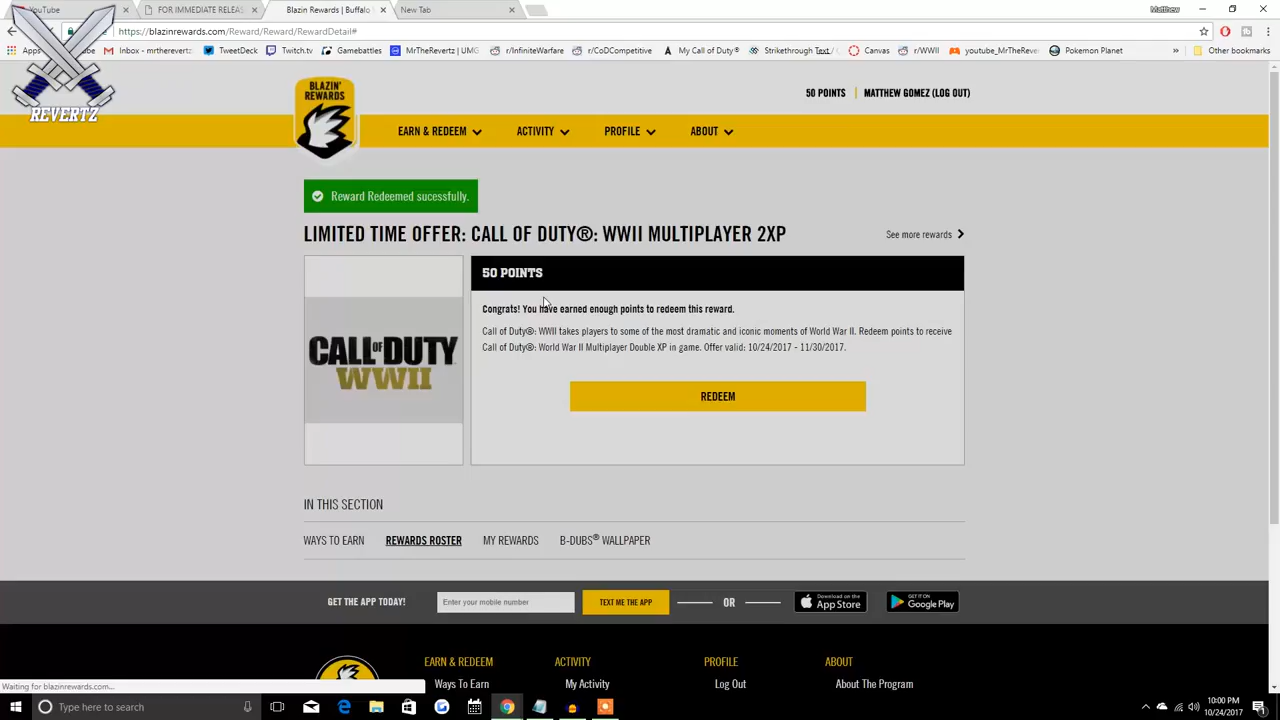 YouTube
FOR IMMEDIATE RELEAS
Blazin Rewards | Buffalo
New Tab
Matthew
https://blazinrewards.com/Reward/Reward/RewardDetail#
Apps
Inbox - mrtherevertz
TweetDeck
Twitch.tv
Gamebattles
MrTheRevertz | UMG
r/InfiniteWarfare
r/CoDCompetitive
My Call of Duty®
Strikethrough Text /
Canvas
r/WWII
youtube_MrTheReve
Pokemon Planet
»
Other bookmarks
REVERTZ
BLAZIN'
REWARDS
50 POINTS
MATTHEW GOMEZ (LOG OUT)
EARN & REDEEM
ACTIVITY
PROFILE
ABOUT
Reward Redeemed sucessfully.
LIMITED TIME OFFER: CALL OF DUTY®: WWII MULTIPLAYER 2XP
See more rewards
CALL OF DUTY
WWII
50 POINTS
Congrats! You have earned enough points to redeem this reward.
Call of Duty®: WWII takes players to some of the most dramatic and iconic moments of World War II. Redeem points to receive
Call of Duty®: World War II Multiplayer Double XP in game. Offer valid: 10/24/2017 - 11/30/2017.
REDEEM
IN THIS SECTION
WAYS TO EARN
REWARDS ROSTER
MY REWARDS
B-DUBS® WALLPAPER
GET THE APP TODAY!
Enter your mobile number
TEXT ME THE APP
OR
Download on the
App Store
GET IT ON
Google Play
EARN & REDEEM
ACTIVITY
PROFILE
ABOUT
Ways To Earn
My Activity
Log Out
About The Program
Waiting for blazinrewards.com...
Type here to search
10:00 PM
10/24/2017